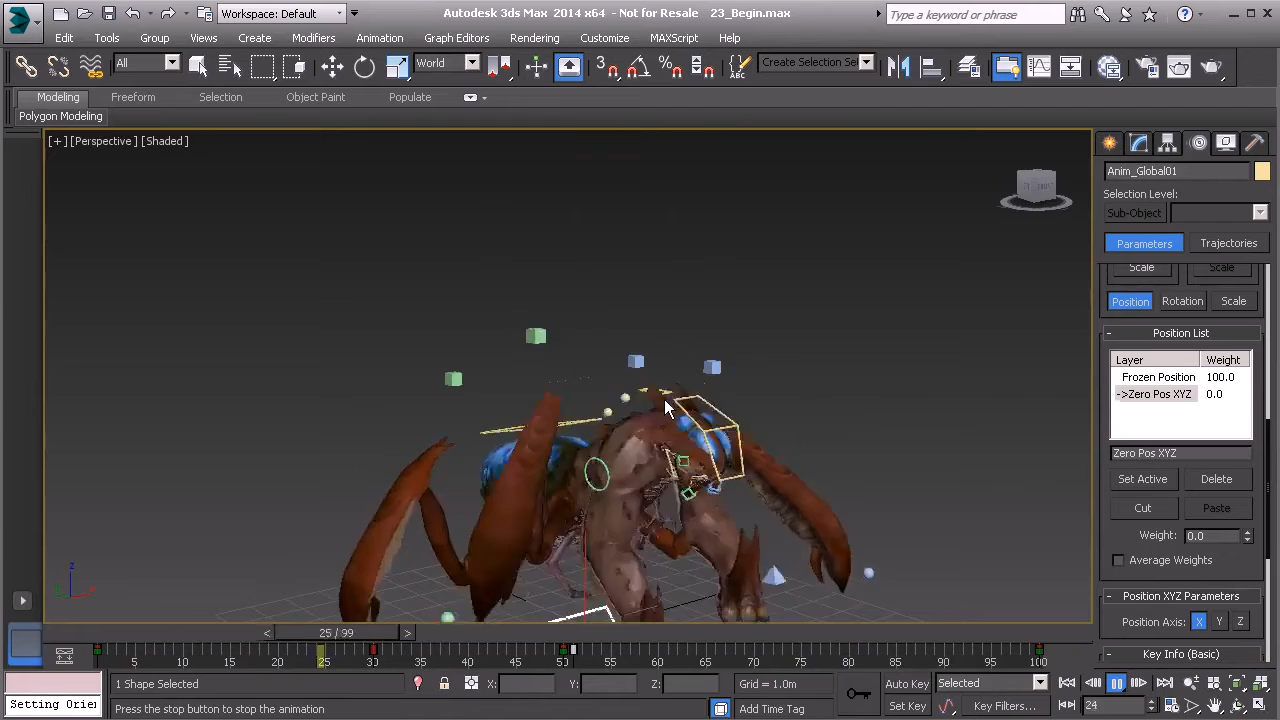 Workspace: Default
Autodesk 3ds Max 2014 x64 - Not for Resale 23_Begin.max
Type a keyword or phrase
Edit Tools Group Views Create Modifiers Animation Graph Editors Rendering Customize MAXScript Help
All
World
3
Create Selection Se
Modeling Freeform Selection Object Paint Populate
Polygon Modeling
[+] [Perspective] [Shaded]
Anim_Global01
Selection Level:
Sub-Object
Parameters Trajectories
Scale Scale
Position Rotation Scale
- Position List
Layer Weight
Frozen Position 100.0
->Zero Pos XYZ 0.0
Zero Pos XYZ
Set Active Delete
Cut Paste
Weight: 0.0
Average Weights
- Position XYZ Parameters
Position Axis: X Y Z
- Key Info (Basic)
z
< 25 / 99 >
5 10 15 20 25 30 35 40 45 50 55 60 65 70 75 80 85 90 95 100
1 Shape Selected
X: Y: Z:
Grid = 1.0m
Auto Key Selected
Setting Orie
Press the stop button to stop the animation
Add Time Tag
Set Key Key Filters...
24